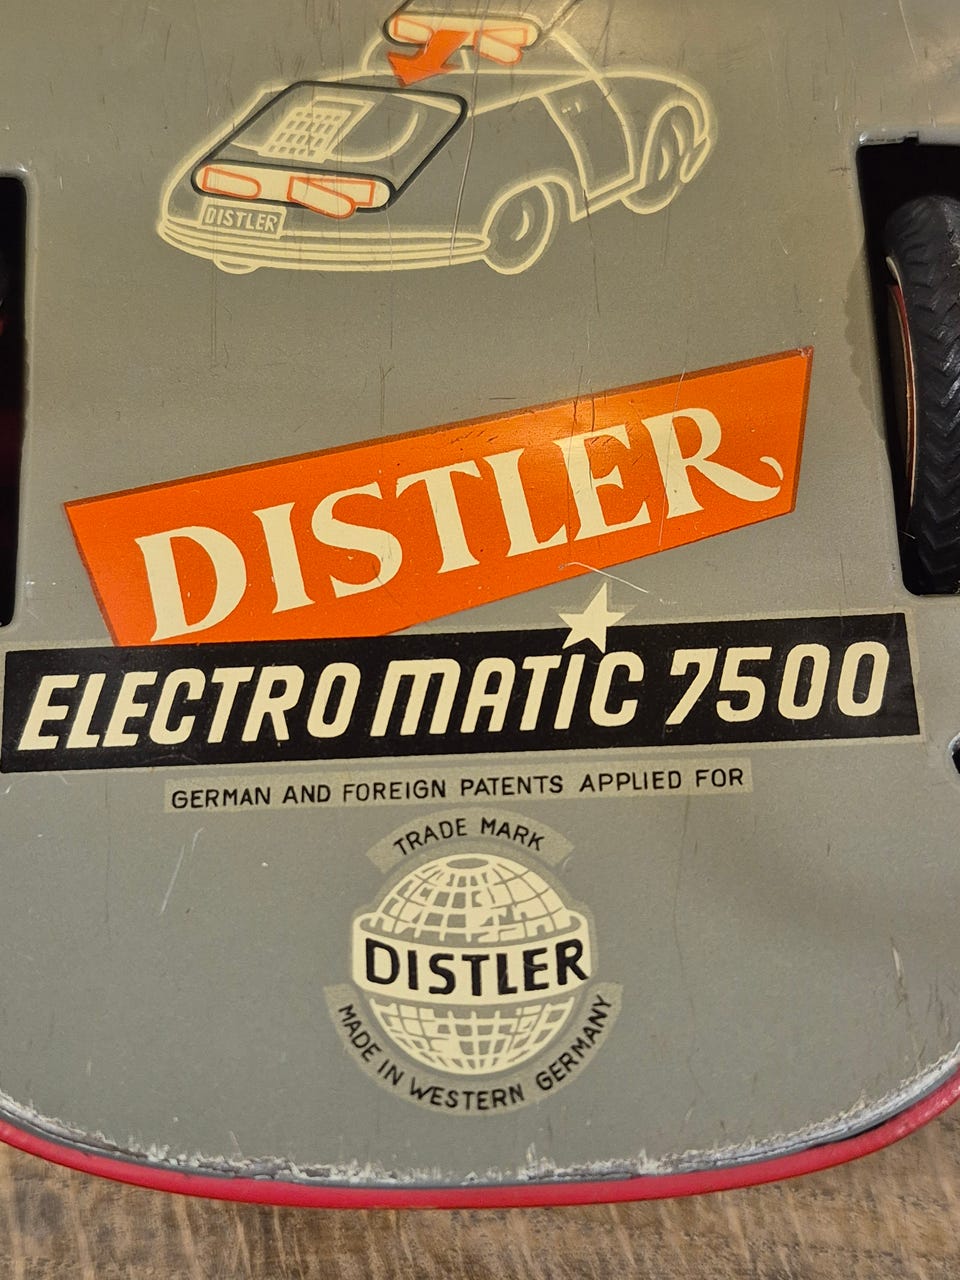 DISTLER
DISTLER
ELECTROMATIC 7500
GERMAN AND FOREIGN PATENTS APPLIED FOR
TRADE MARK
DISTLER
MADE IN WESTERN GERMANY